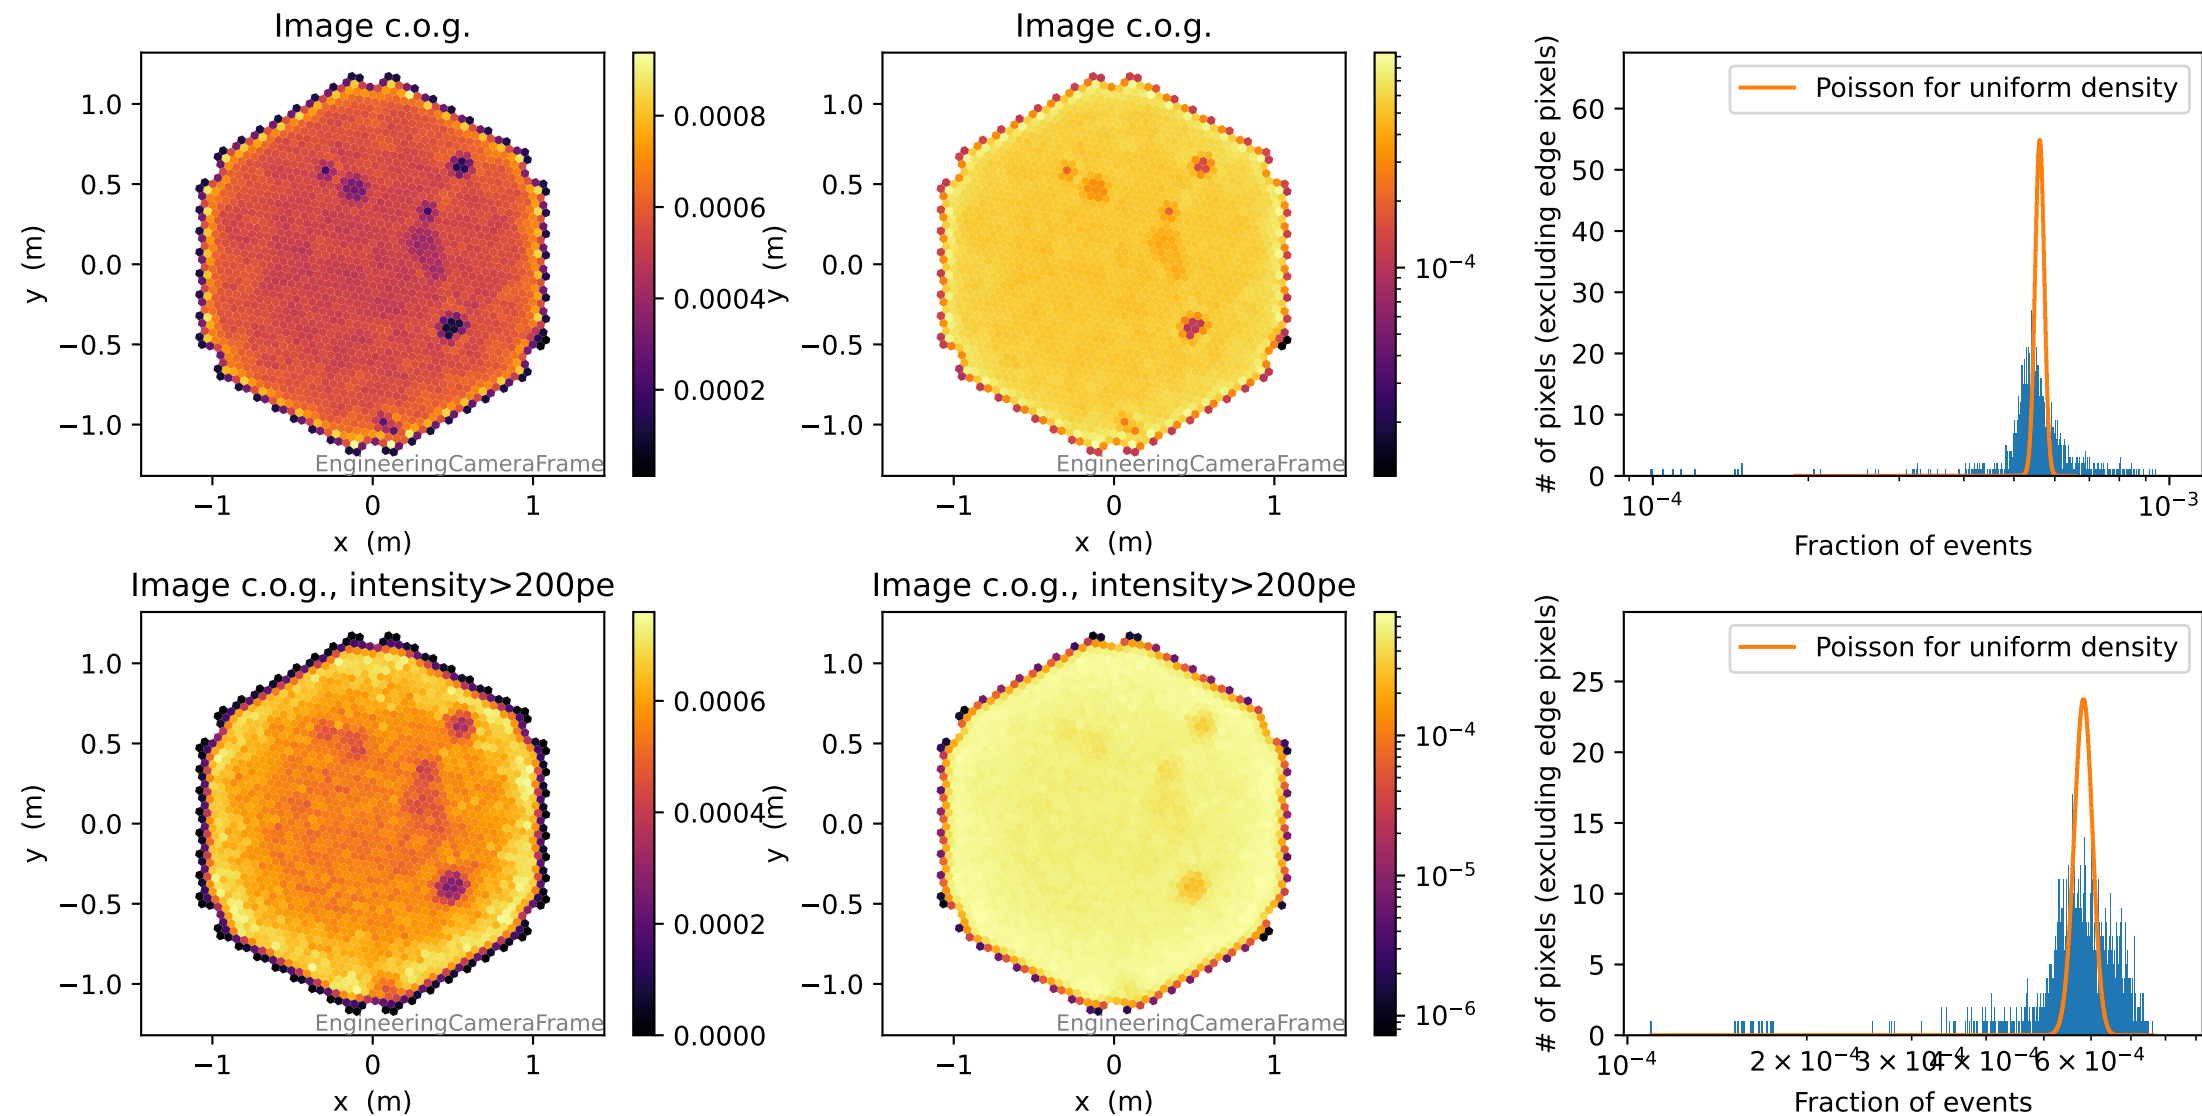 Image c.o.g.
1.0
0.5
0.0
−0.5
−1.0
y (m)
−1 0 1
x (m)
EngineeringCameraFrame
0.0008
0.0006
0.0004
0.0002
Image c.o.g.
1.0
0.5
0.0
−0.5
−1.0
y (m)
−1 0 1
x (m)
EngineeringCameraFrame
10⁻⁴
Poisson for uniform density
60
50
40
30
20
10
0
# of pixels (excluding edge pixels)
10⁻⁴ 10⁻³
Fraction of events
Image c.o.g., intensity>200pe
1.0
0.5
0.0
−0.5
−1.0
y (m)
−1 0 1
x (m)
EngineeringCameraFrame
0.0006
0.0004
0.0002
0.0000
Image c.o.g., intensity>200pe
1.0
0.5
0.0
−0.5
−1.0
y (m)
−1 0 1
x (m)
EngineeringCameraFrame
10⁻⁴
10⁻⁵
10⁻⁶
Poisson for uniform density
25
20
15
10
5
0
# of pixels (excluding edge pixels)
10⁻⁴ 2 × 10⁻⁴ 3 × 10⁻⁴ 4 × 10⁻⁴ 6 × 10⁻⁴
Fraction of events